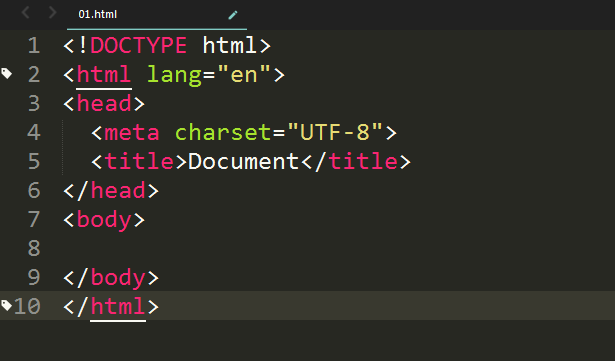 01.html
1 <!DOCTYPE html>
2 <html lang="en">
3 <head>
4   <meta charset="UTF-8">
5   <title>Document</title>
6 </head>
7 <body>
8
9 </body>
10 </html>